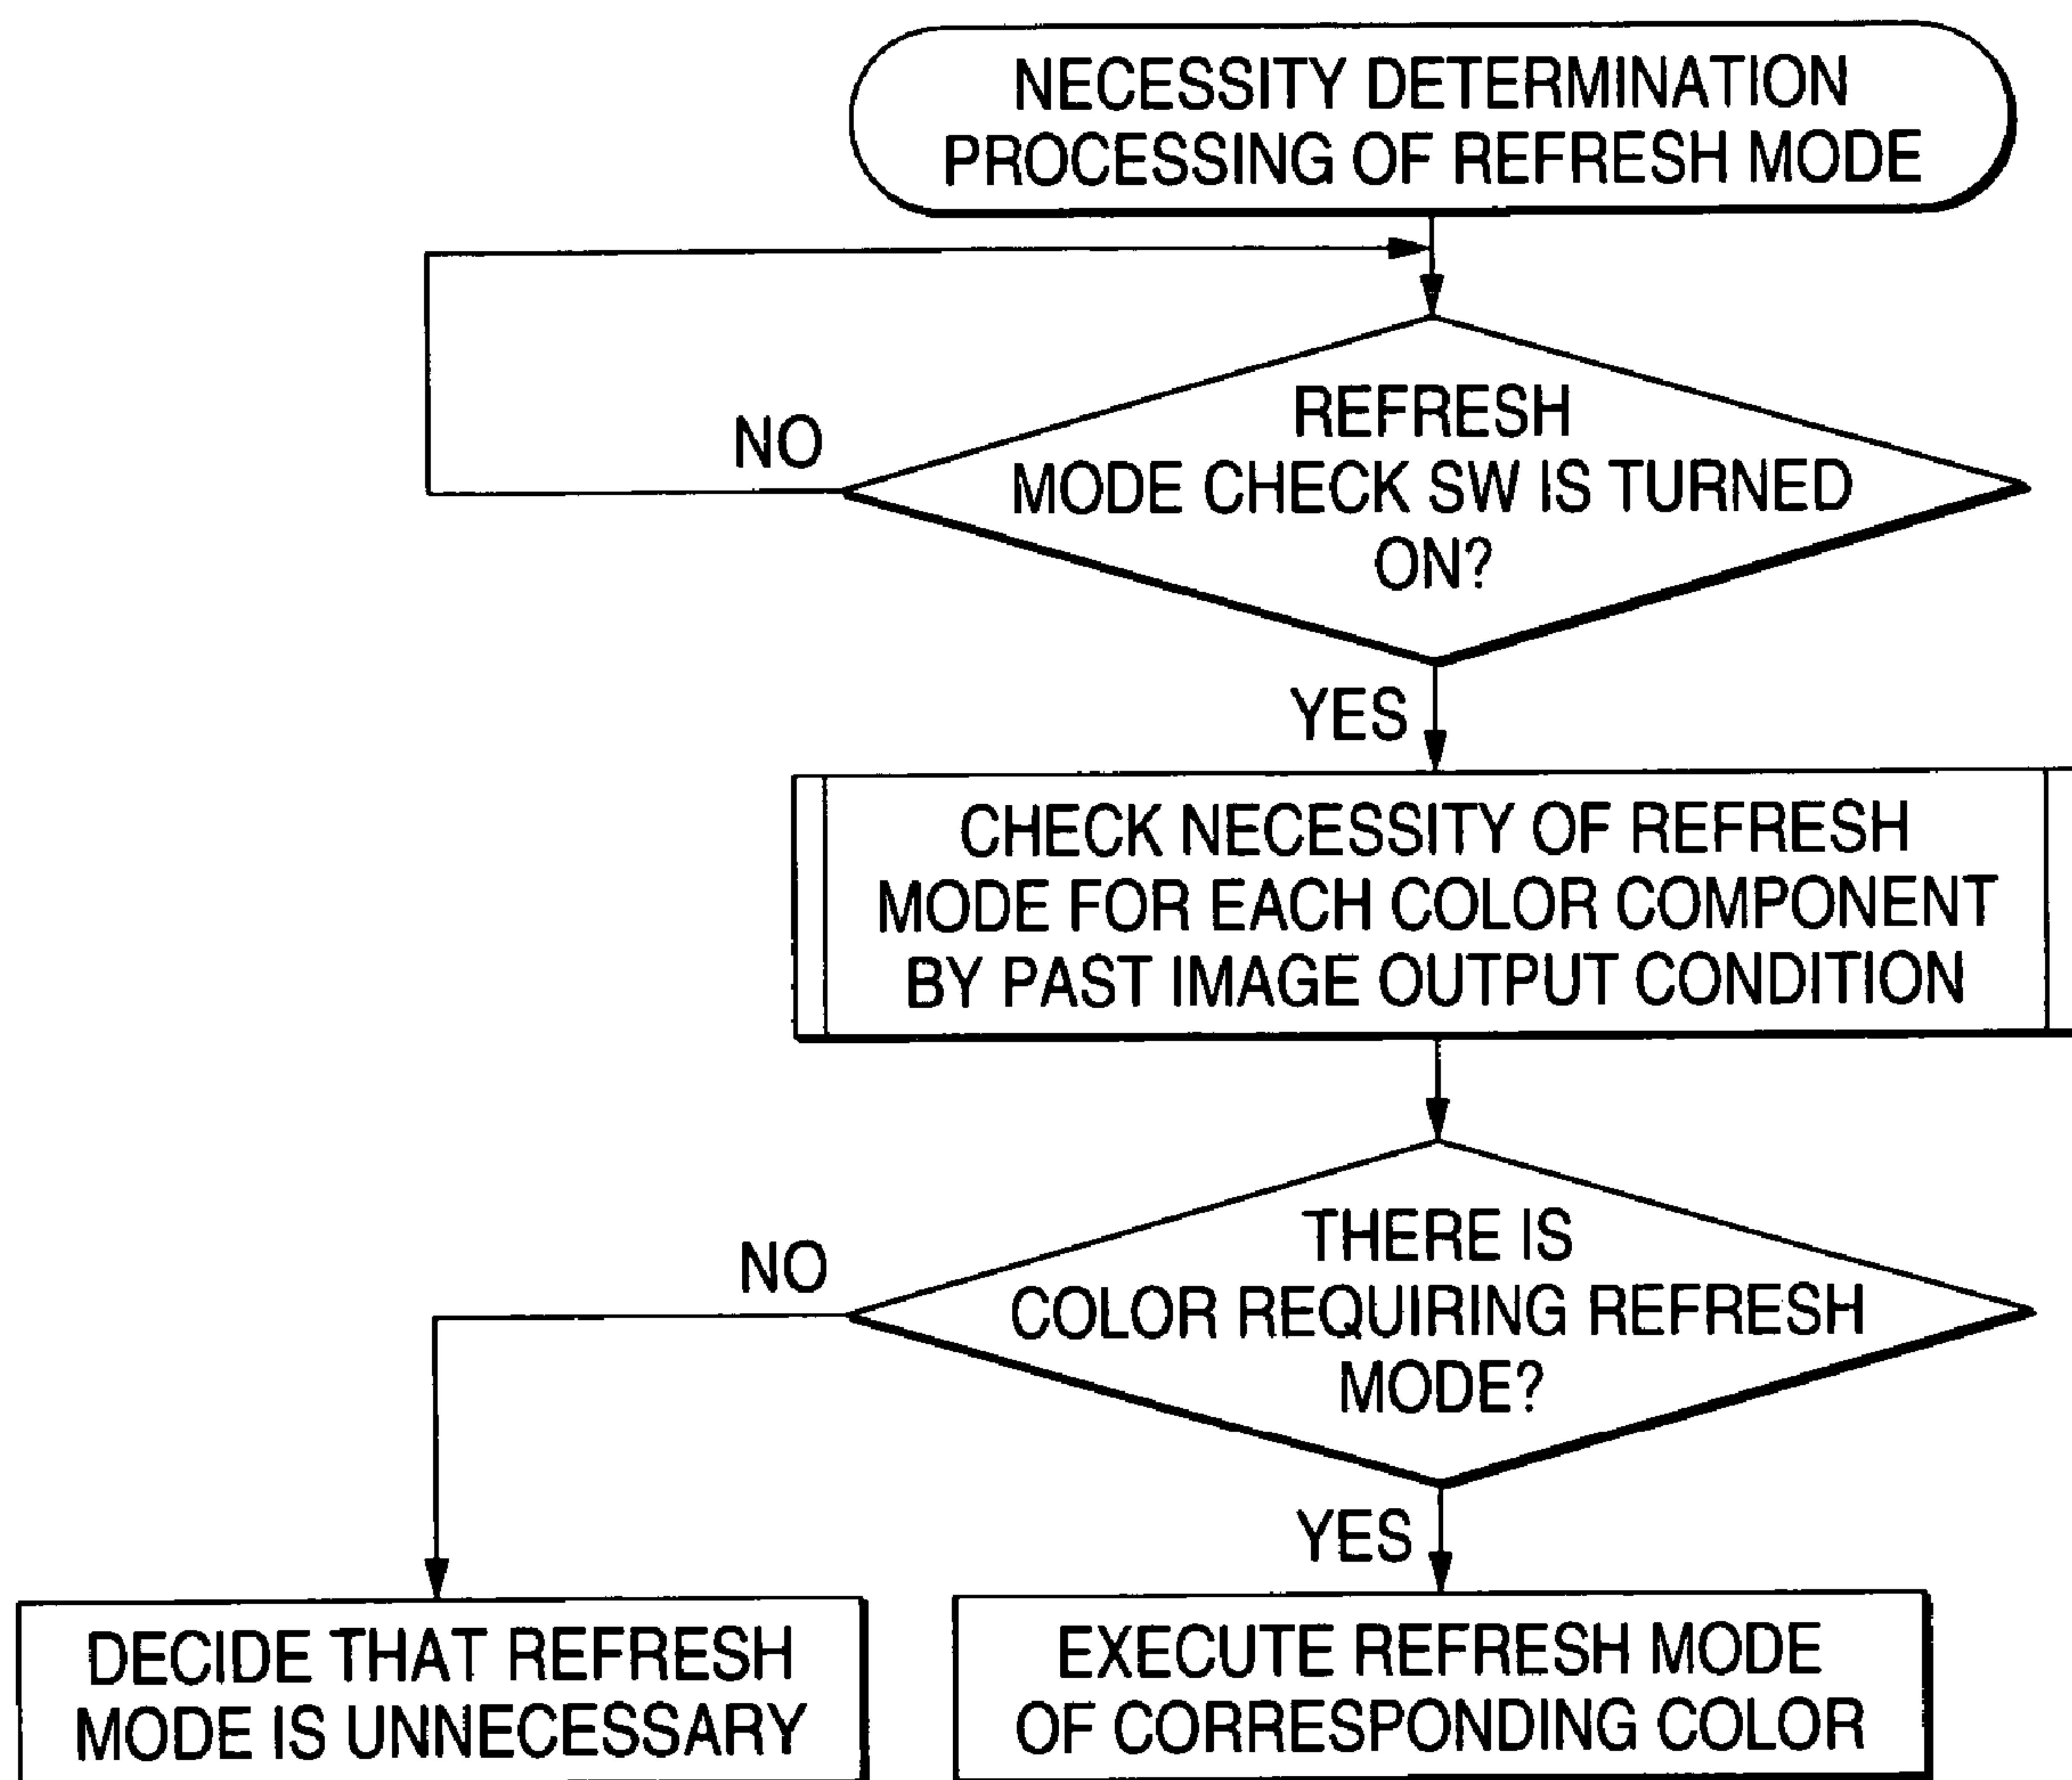 NECESSITY DETERMINATION
PROCESSING OF REFRESH MODE
REFRESH
MODE CHECK SW IS TURNED
ON?
NO
YES
CHECK NECESSITY OF REFRESH
MODE FOR EACH COLOR COMPONENT
BY PAST IMAGE OUTPUT CONDITION
THERE IS
COLOR REQUIRING REFRESH
MODE?
NO
YES
DECIDE THAT REFRESH
MODE IS UNNECESSARY
EXECUTE REFRESH MODE
OF CORRESPONDING COLOR